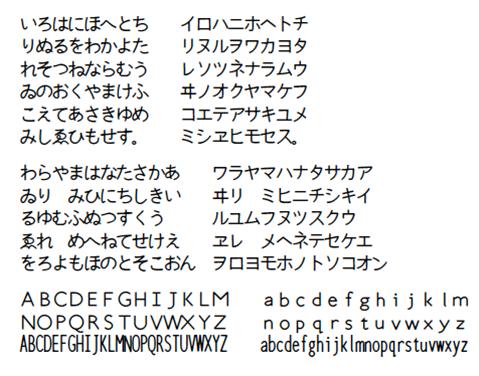 いろはにほへとち　　イロハニホヘトチ
りぬるをわかよた　　リヌルヲワカヨタ
れそつねならむう　　レソツネナラムウ
ゐのおくやまけふ　　ヰノオクヤマケフ
こえてあさきゆめ　　コエテアサキユメ
みしゑひもせす。　　ミシヱヒモセス。
わらやまはなたさかあ　　ワラヤマハナタサカア
ゐり　みひにちしきい　　ヰリ　ミヒニチシキイ
るゆむふぬつすくう　　ルユムフヌツスクウ
ゑれ　めへねてせけえ　　ヱレ　メヘネテセケエ
をろよもほのとそこおん　ヲロヨモホノトソコオン
ABCDEFGHIJKLM　　abcdefghijklm
NOPQRSTUVWXYZ　　nopqrstuvwxyz
ABCDEFGHIJKLMNOPQRSTUVWXYZ　　abcdefghijklmnopqrstuvwxyz